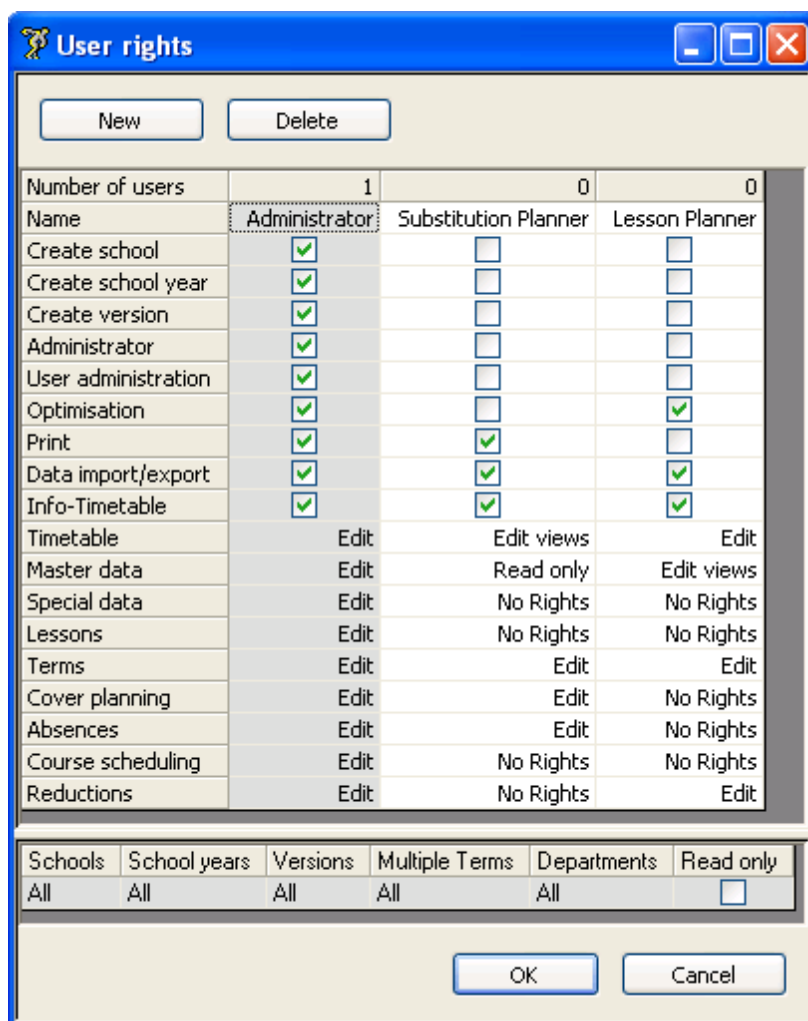 User rights
New Delete
Number of users 1 0 0
Name Administrator Substitution Planner Lesson Planner
Create school
Create school year
Create version
Administrator
User administration
Optimisation
Print
Data import/export
Info-Timetable
Timetable Edit Edit views Edit
Master data Edit Read only Edit views
Special data Edit No Rights No Rights
Lessons Edit No Rights No Rights
Terms Edit Edit Edit
Cover planning Edit Edit No Rights
Absences Edit Edit No Rights
Course scheduling Edit No Rights No Rights
Reductions Edit No Rights Edit
Schools School years Versions Multiple Terms Departments Read only
All All All All All
OK Cancel